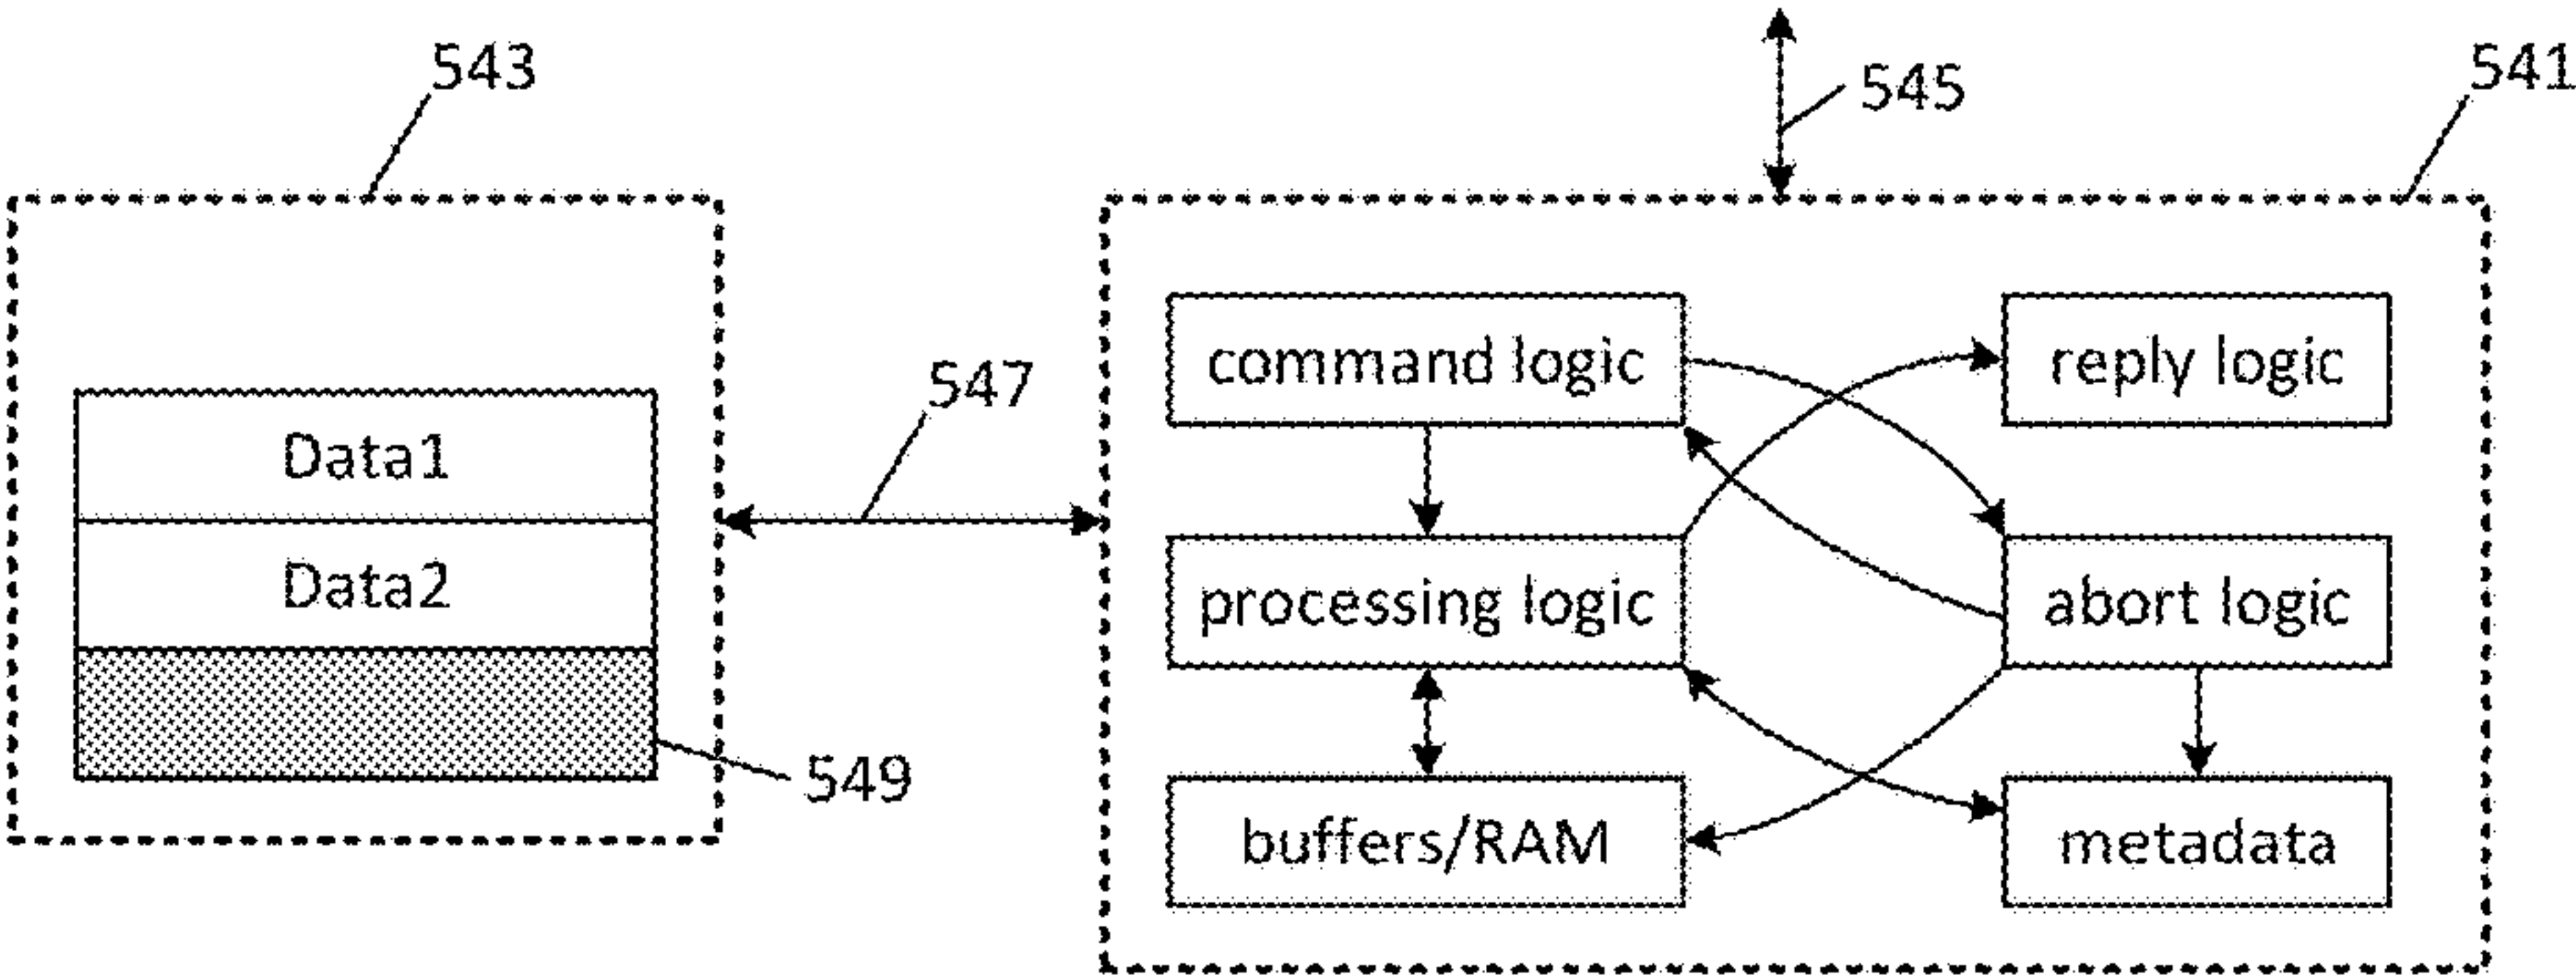 543
545
541
547
command logic
reply logic
Data1
Data2
processing logic
abort logic
549
buffers/RAM
metadata